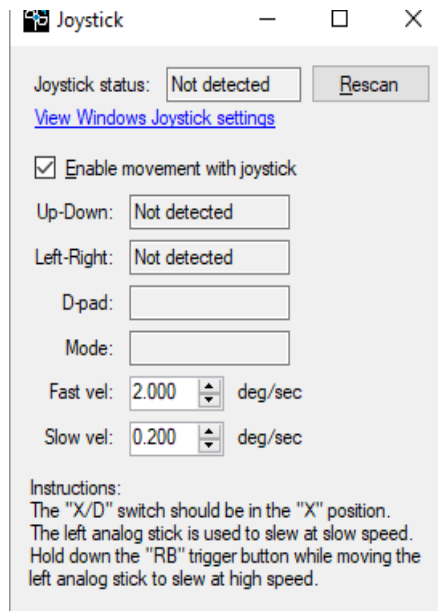 Joystick
Joystick status: Not detected Rescan
View Windows Joystick settings
Enable movement with joystick
Up-Down: Not detected
Left-Right: Not detected
D-pad:
Mode:
Fast vel: 2.000 deg/sec
Slow vel: 0.200 deg/sec
Instructions:
The "X/D" switch should be in the "X" position.
The left analog stick is used to slew at slow speed.
Hold down the "RB" trigger button while moving the
left analog stick to slew at high speed.